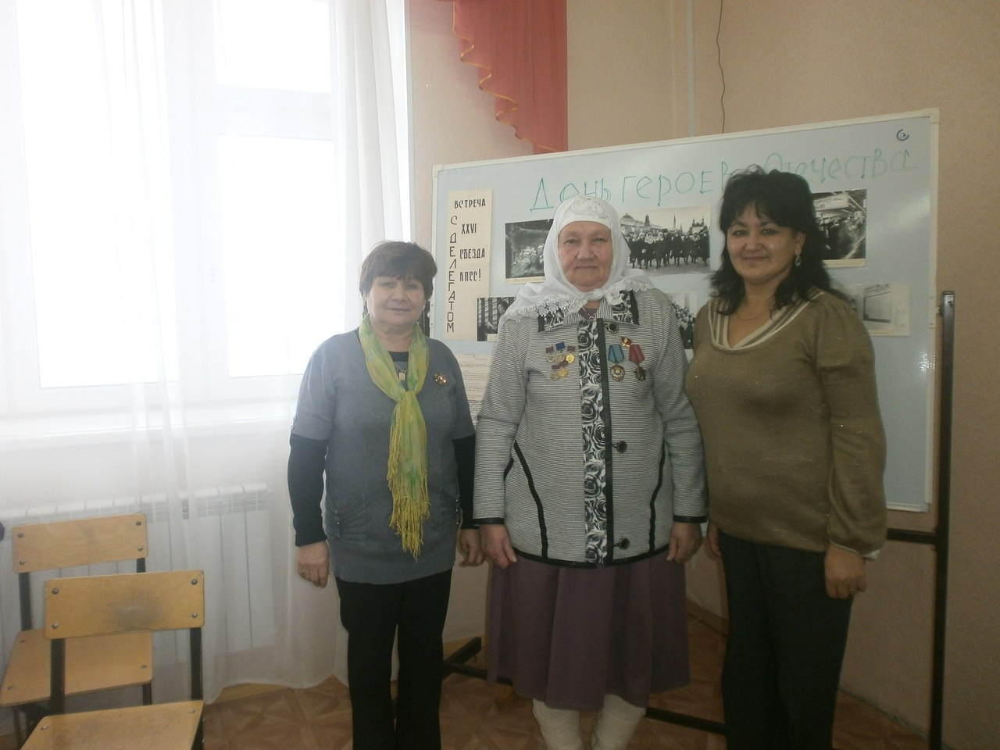 День героев Отечества
ВСТРЕЧА
С ДЕЛЕГАТОМ
XXVI
СЪЕЗДА
КПСС!